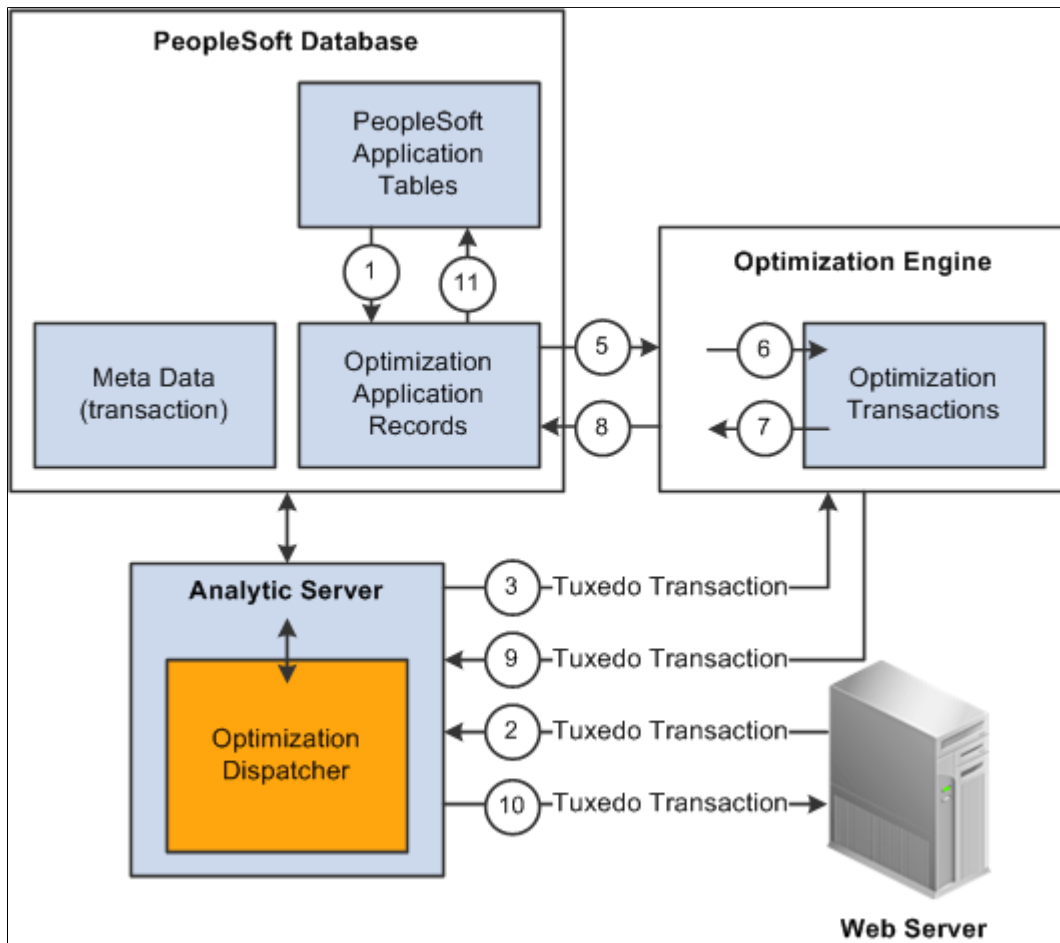 PeopleSoft Database
PeopleSoft
Application
Tables
1
11
Optimization Engine
Meta Data
(transaction)
Optimization
Application
Records
5
6
Optimization
Transactions
8
7
Analytic Server
3 Tuxedo Transaction
9 Tuxedo Transaction
2 Tuxedo Transaction
Optimization
Dispatcher
10 Tuxedo Transaction
Web Server